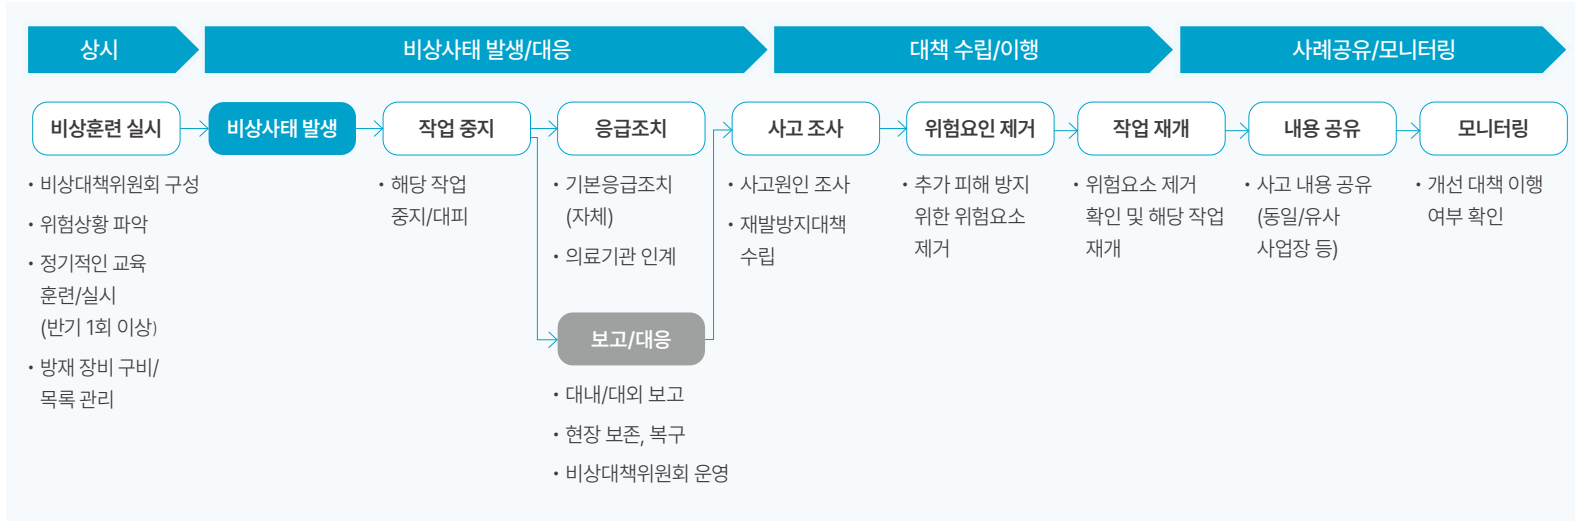 상시
비상사태 발생/대응
대책 수립/이행
사례공유/모니터링
비상훈련 실시
• 비상대책위원회 구성
• 위험상황 파악
• 정기적인 교육
훈련/실시
(반기 1회 이상)
• 방재 장비 구비/
목록 관리
비상사태 발생
작업 중지
• 해당 작업
중지/대피
응급조치
• 기본응급조치
(자체)
• 의료기관 인계
보고/대응
• 대내/대외 보고
• 현장 보존, 복구
• 비상대책위원회 운영
사고 조사
• 사고원인 조사
• 재발방지대책
수립
위험요인 제거
• 추가 피해 방지
위한 위험요소
제거
작업 재개
• 위험요소 제거
확인 및 해당 작업
재개
내용 공유
• 사고 내용 공유
(동일/유사
사업장 등)
모니터링
• 개선 대책 이행
여부 확인